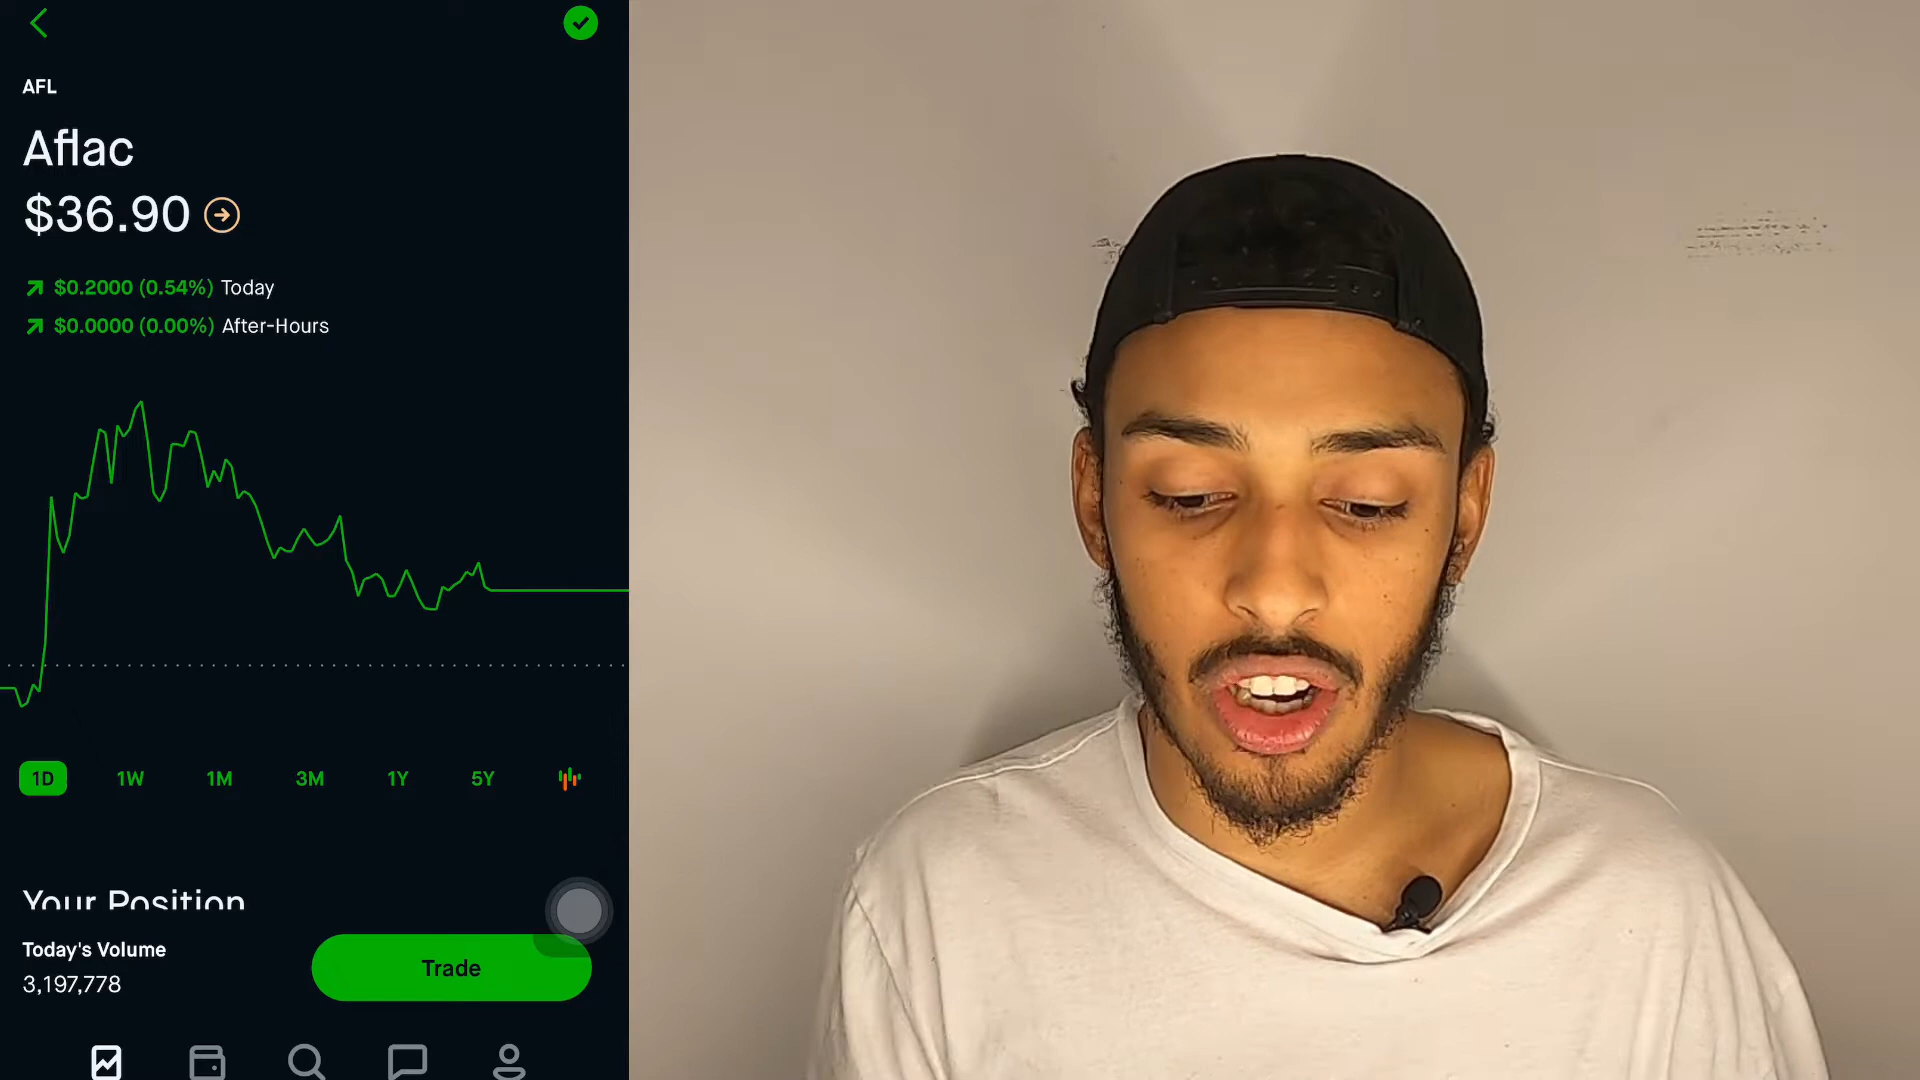 AFL
Aflac
$36.90
$0.2000 (0.54%) Today
$0.0000 (0.00%) After-Hours
1D 1W 1M 3M 1Y 5Y
Your Position
Today's Volume
3,197,778
Trade